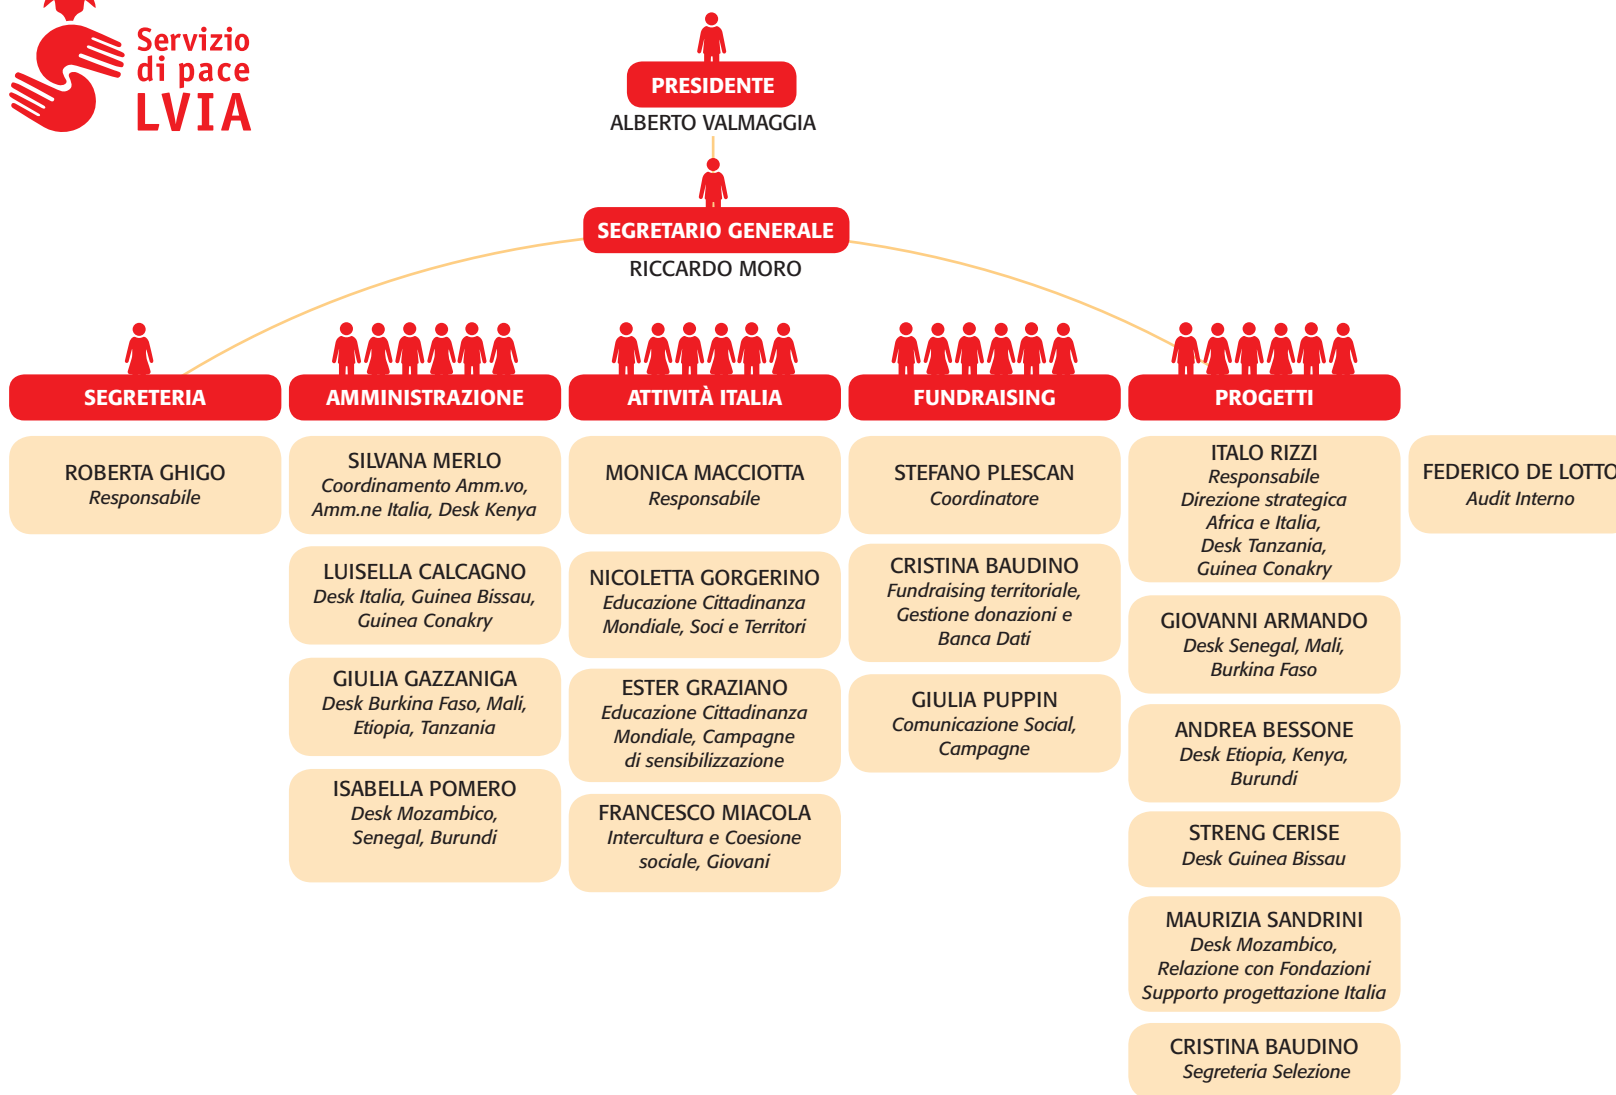 Servizio
di pace
LVIA
PRESIDENTE
ALBERTO VALMAGGIA
SEGRETARIO GENERALE
RICCARDO MORO
SEGRETERIA
ROBERTA GHIGO
Responsabile
AMMINISTRAZIONE
SILVANA MERLO
Coordinamento Amm.vo,
Amm.ne Italia, Desk Kenya
LUISELLA CALCAGNO
Desk Italia, Guinea Bissau,
Guinea Conakry
GIULIA GAZZANIGA
Desk Burkina Faso, Mali,
Etiopia, Tanzania
ISABELLA POMERO
Desk Mozambico,
Senegal, Burundi
ATTIVITÀ ITALIA
MONICA MACCIOTTA
Responsabile
NICOLETTA GORGERINO
Educazione Cittadinanza
Mondiale, Soci e Territori
ESTER GRAZIANO
Educazione Cittadinanza
Mondiale, Campagne
di sensibilizzazione
FRANCESCO MIACOLA
Intercultura e Coesione
sociale, Giovani
FUNDRAISING
STEFANO PLESCAN
Coordinatore
CRISTINA BAUDINO
Fundraising territoriale,
Gestione donazioni e
Banca Dati
GIULIA PUPPIN
Comunicazione Social,
Campagne
PROGETTI
ITALO RIZZI
Responsabile
Direzione strategica
Africa e Italia,
Desk Tanzania,
Guinea Conakry
GIOVANNI ARMANDO
Desk Senegal, Mali,
Burkina Faso
ANDREA BESSONE
Desk Etiopia, Kenya,
Burundi
STRENG CERISE
Desk Guinea Bissau
MAURIZIA SANDRINI
Desk Mozambico,
Relazione con Fondazioni
Supporto progettazione Italia
CRISTINA BAUDINO
Segreteria Selezione
FEDERICO DE LOTTO
Audit Interno